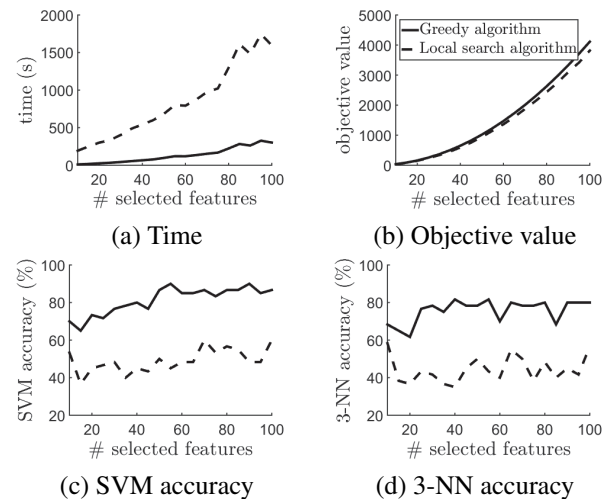 time (s)
2000
1500
1000
500
0
20 40 60 80 100
# selected features
(a) Time
objective value
5000
4000
3000
2000
1000
0
Greedy algorithm
Local search algorithm
20 40 60 80 100
# selected features
(b) Objective value
SVM accuracy (%)
100
80
60
40
20
20 40 60 80 100
# selected features
(c) SVM accuracy
3-NN accuracy (%)
100
80
60
40
20
20 40 60 80 100
# selected features
(d) 3-NN accuracy